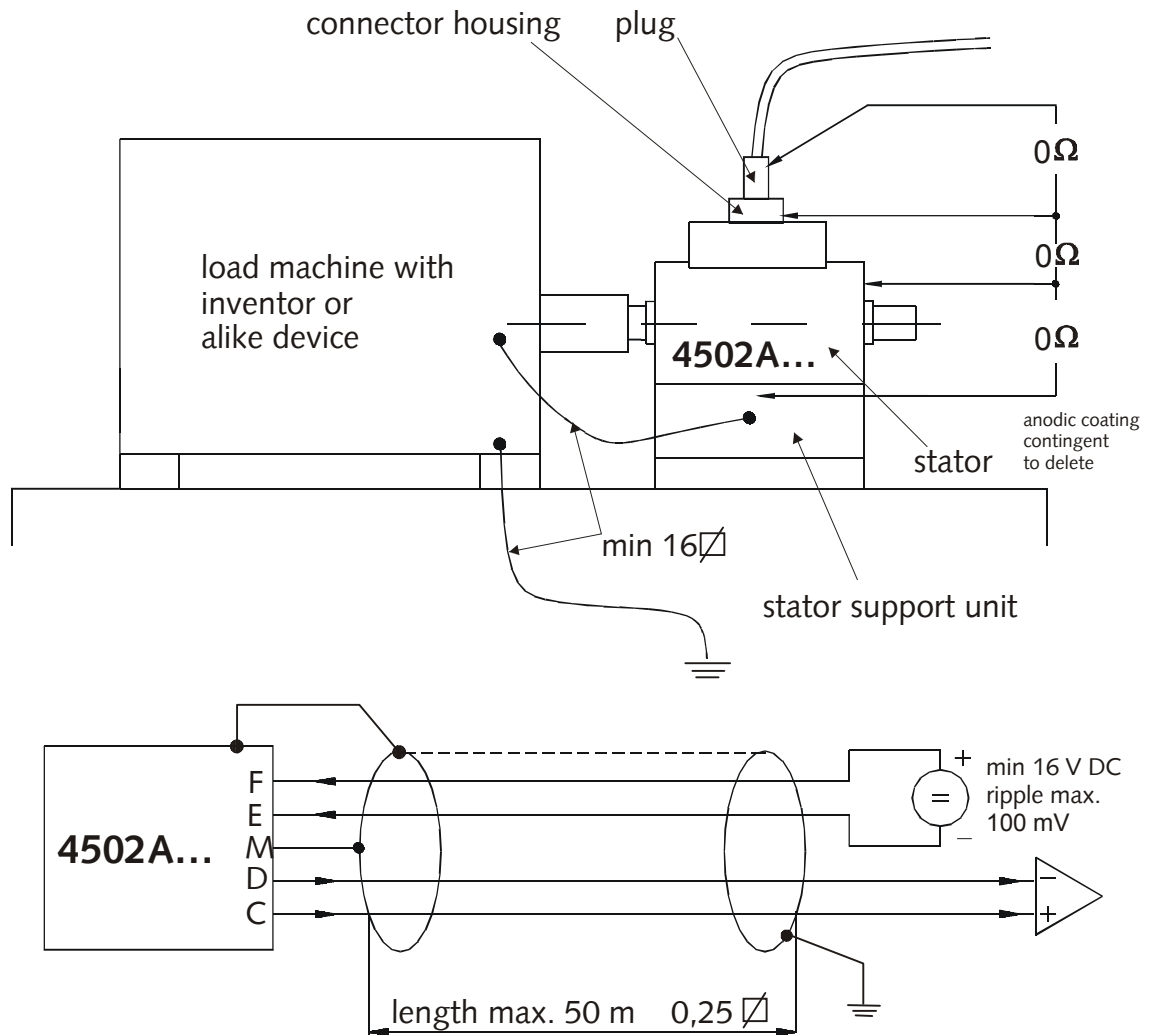 connector housing
plug
0Ω
load machine with
inventor or
alike device
0Ω
4502A...
0Ω
anodic coating
contingent
to delete
stator
min 16⍁
stator support unit
F
E
M
D
C
4502A...
+
=
–
min 16 V DC
ripple max.
100 mV
–
+
length max. 50 m 0,25 ⍁